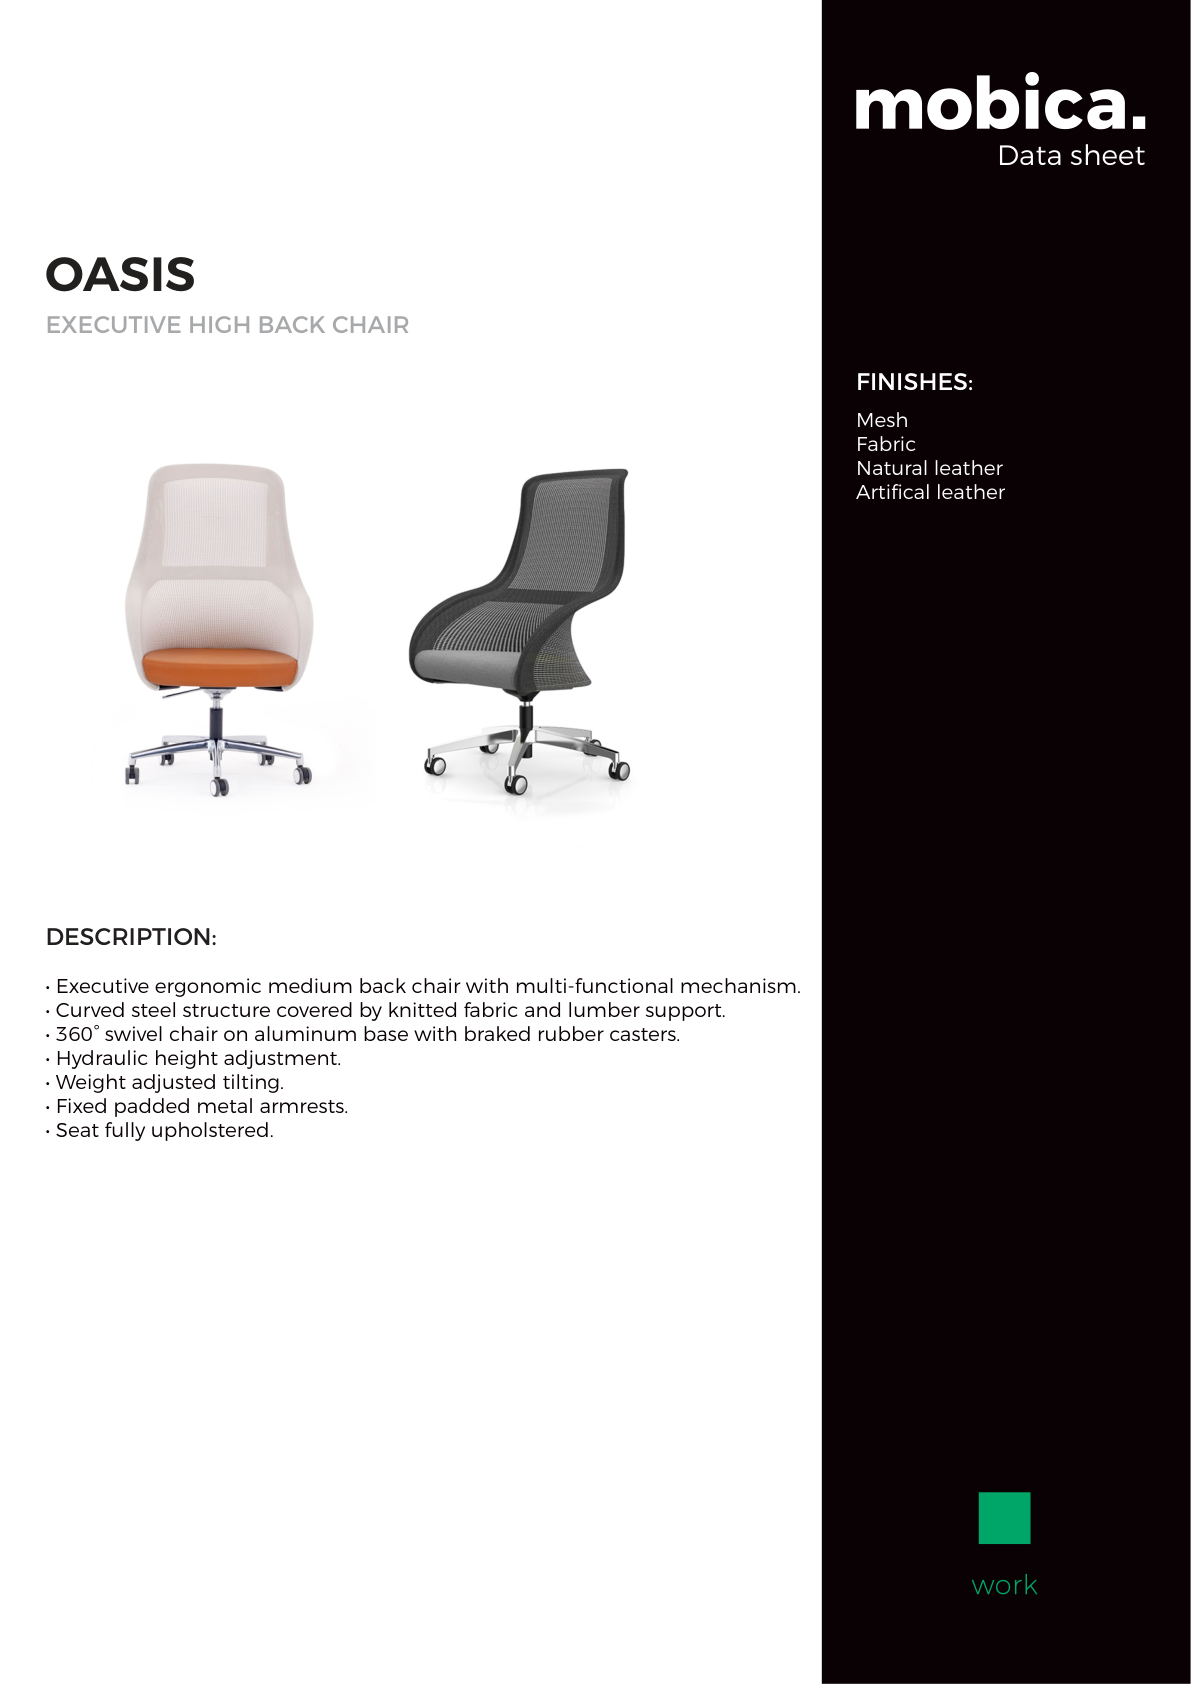 mobica.
Data sheet
OASIS
EXECUTIVE HIGH BACK CHAIR
FINISHES:
Mesh
Fabric
Natural leather
Artifical leather
DESCRIPTION:
• Executive ergonomic medium back chair with multi-functional mechanism.
• Curved steel structure covered by knitted fabric and lumber support.
• 360° swivel chair on aluminum base with braked rubber casters.
• Hydraulic height adjustment.
• Weight adjusted tilting.
• Fixed padded metal armrests.
• Seat fully upholstered.
work